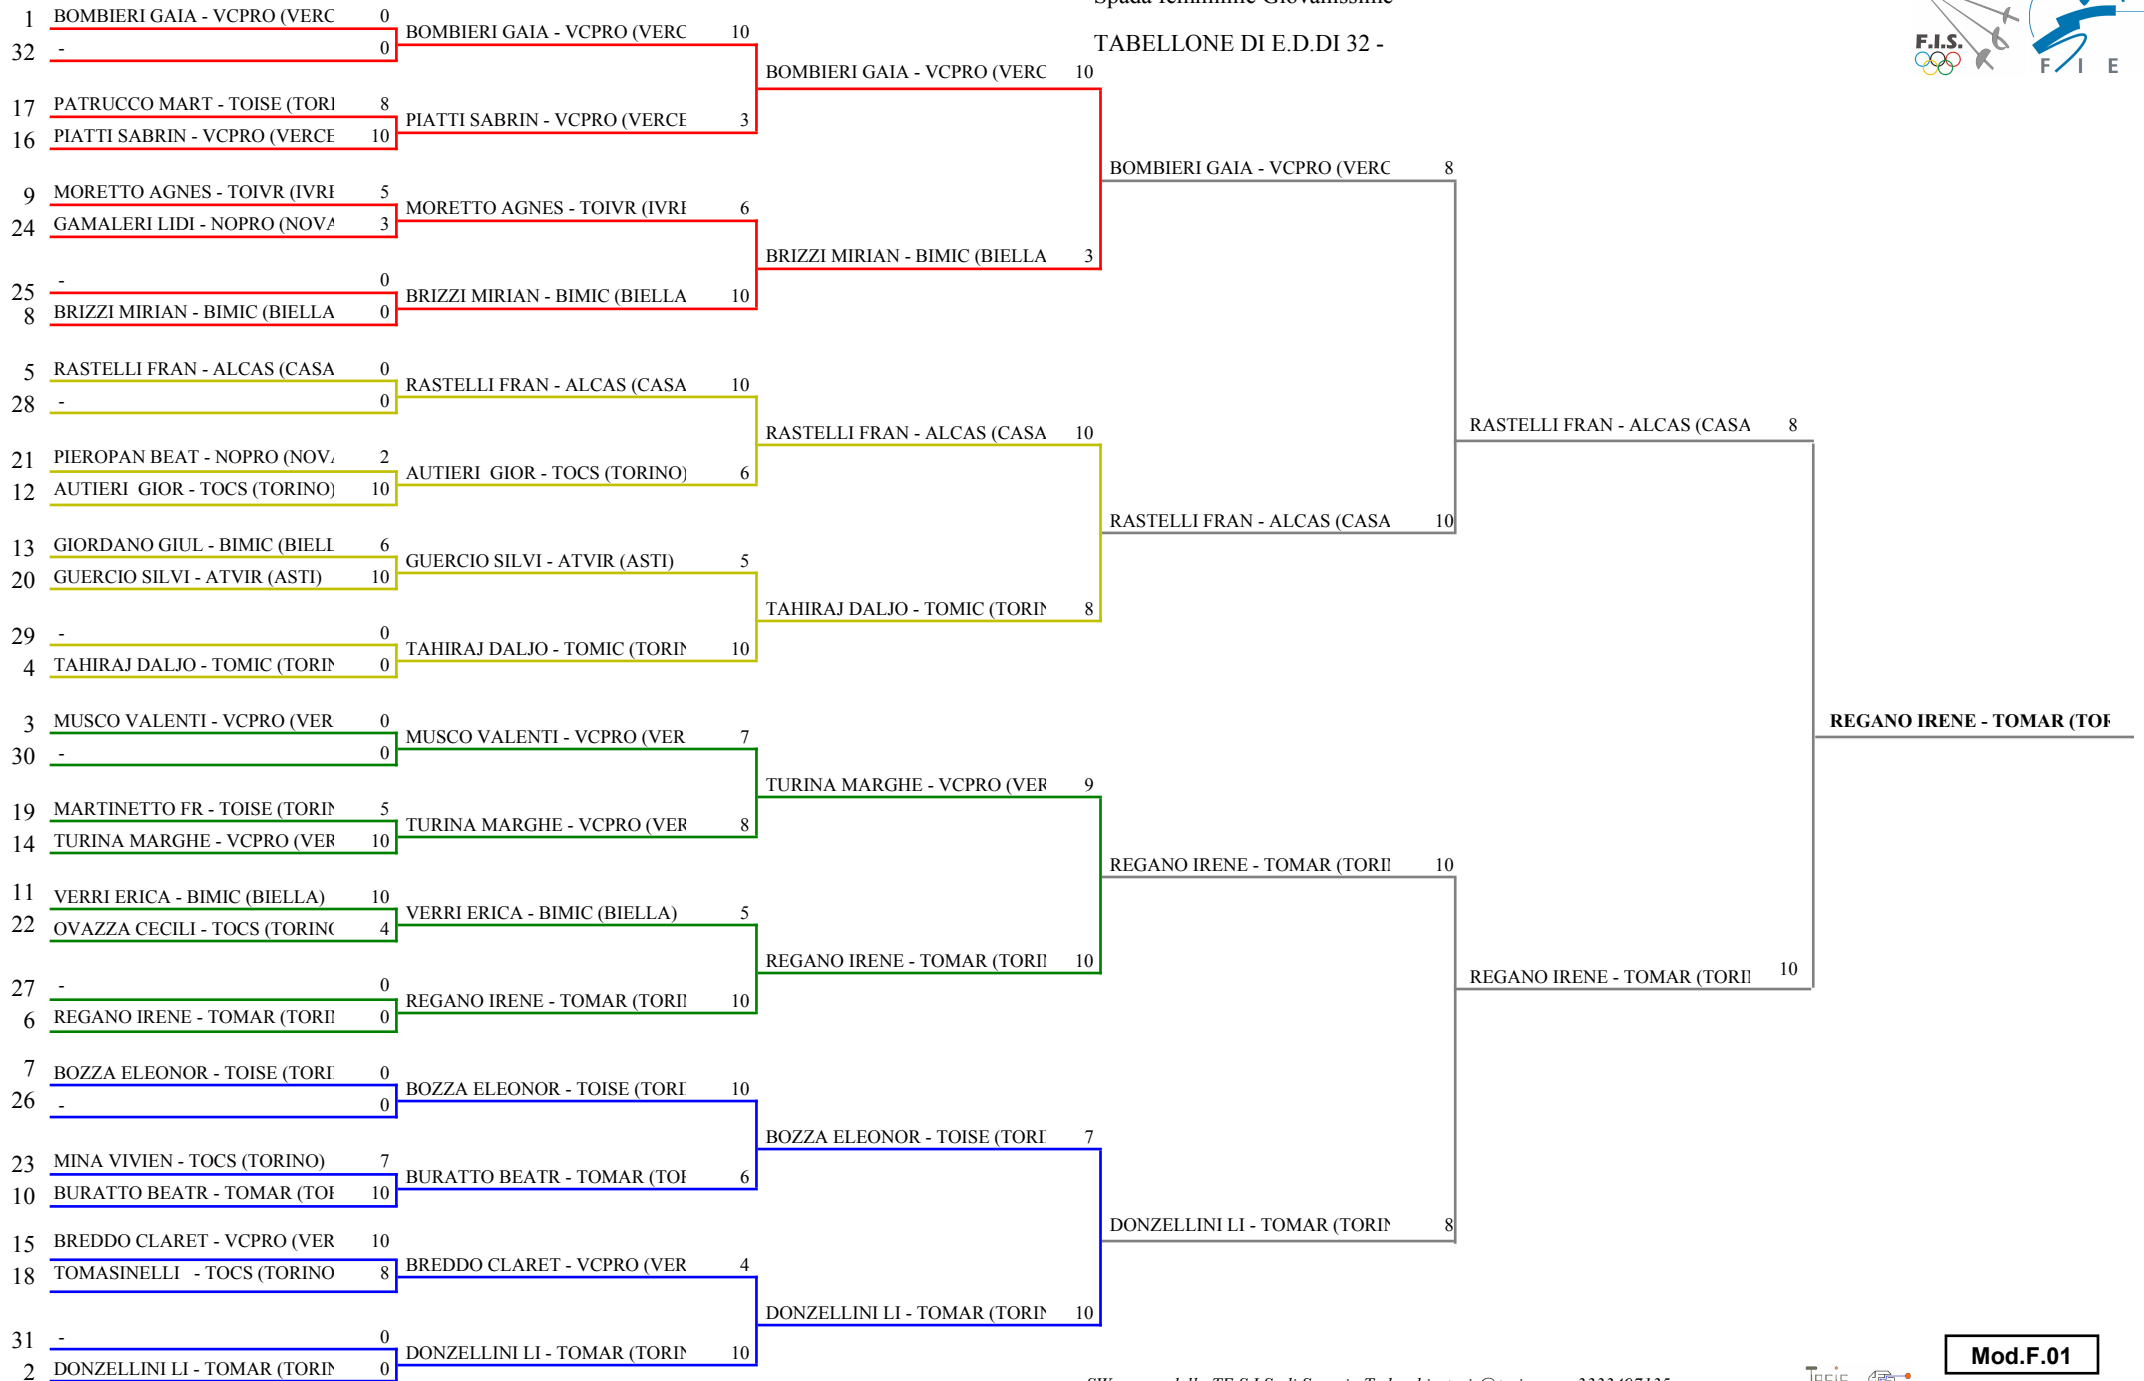 Spada femminile Giovanissime
TABELLONE DI E.D.DI 32 -
F.I.S.
F I E
1 BOMBIERI GAIA - VCPRO (VERC 0
32 - 0
17 PATRUCCO MART - TOISE (TORI 8
16 PIATTI SABRIN - VCPRO (VERCE 10
9 MORETTO AGNES - TOIVR (IVRE 5
24 GAMALERI LIDI - NOPRO (NOVA 3
25 - 0
8 BRIZZI MIRIAN - BIMIC (BIELLA 0
5 RASTELLI FRAN - ALCAS (CASA 0
28 - 0
21 PIEROPAN BEAT - NOPRO (NOVA 2
12 AUTIERI GIOR - TOCS (TORINO) 10
13 GIORDANO GIUL - BIMIC (BIELL 6
20 GUERCIO SILVI - ATVIR (ASTI) 10
29 - 0
4 TAHIRAJ DALJO - TOMIC (TORIN 0
3 MUSCO VALENTI - VCPRO (VER 0
30 - 0
19 MARTINETTO FR - TOISE (TORIN 5
14 TURINA MARGHE - VCPRO (VER 10
11 VERRI ERICA - BIMIC (BIELLA) 10
22 OVAZZA CECILI - TOCS (TORINO 4
27 - 0
6 REGANO IRENE - TOMAR (TORI 0
7 BOZZA ELEONOR - TOISE (TORI 0
26 - 0
23 MINA VIVIEN - TOCS (TORINO) 7
10 BURATTO BEATR - TOMAR (TOR 10
15 BREDDO CLARET - VCPRO (VER 10
18 TOMASINELLI - TOCS (TORINO 8
31 - 0
2 DONZELLINI LI - TOMAR (TORIN 0
BOMBIERI GAIA - VCPRO (VERC 10
PIATTI SABRIN - VCPRO (VERCE 3
MORETTO AGNES - TOIVR (IVRE 6
BRIZZI MIRIAN - BIMIC (BIELLA 10
RASTELLI FRAN - ALCAS (CASA 10
AUTIERI GIOR - TOCS (TORINO) 6
GUERCIO SILVI - ATVIR (ASTI) 5
TAHIRAJ DALJO - TOMIC (TORIN 10
MUSCO VALENTI - VCPRO (VER 7
TURINA MARGHE - VCPRO (VER 8
VERRI ERICA - BIMIC (BIELLA) 5
REGANO IRENE - TOMAR (TORI 10
BOZZA ELEONOR - TOISE (TORI 10
BURATTO BEATR - TOMAR (TOR 6
BREDDO CLARET - VCPRO (VER 4
DONZELLINI LI - TOMAR (TORIN 10
BOMBIERI GAIA - VCPRO (VERC 10
BRIZZI MIRIAN - BIMIC (BIELLA 3
RASTELLI FRAN - ALCAS (CASA 10
TAHIRAJ DALJO - TOMIC (TORIN 8
TURINA MARGHE - VCPRO (VER 9
REGANO IRENE - TOMAR (TORI 10
BOZZA ELEONOR - TOISE (TORI 7
DONZELLINI LI - TOMAR (TORIN 10
BOMBIERI GAIA - VCPRO (VERC 8
RASTELLI FRAN - ALCAS (CASA 10
REGANO IRENE - TOMAR (TORI 10
DONZELLINI LI - TOMAR (TORIN 8
RASTELLI FRAN - ALCAS (CASA 8
REGANO IRENE - TOMAR (TORI 10
REGANO IRENE - TOMAR (TOR
Mod.F.01